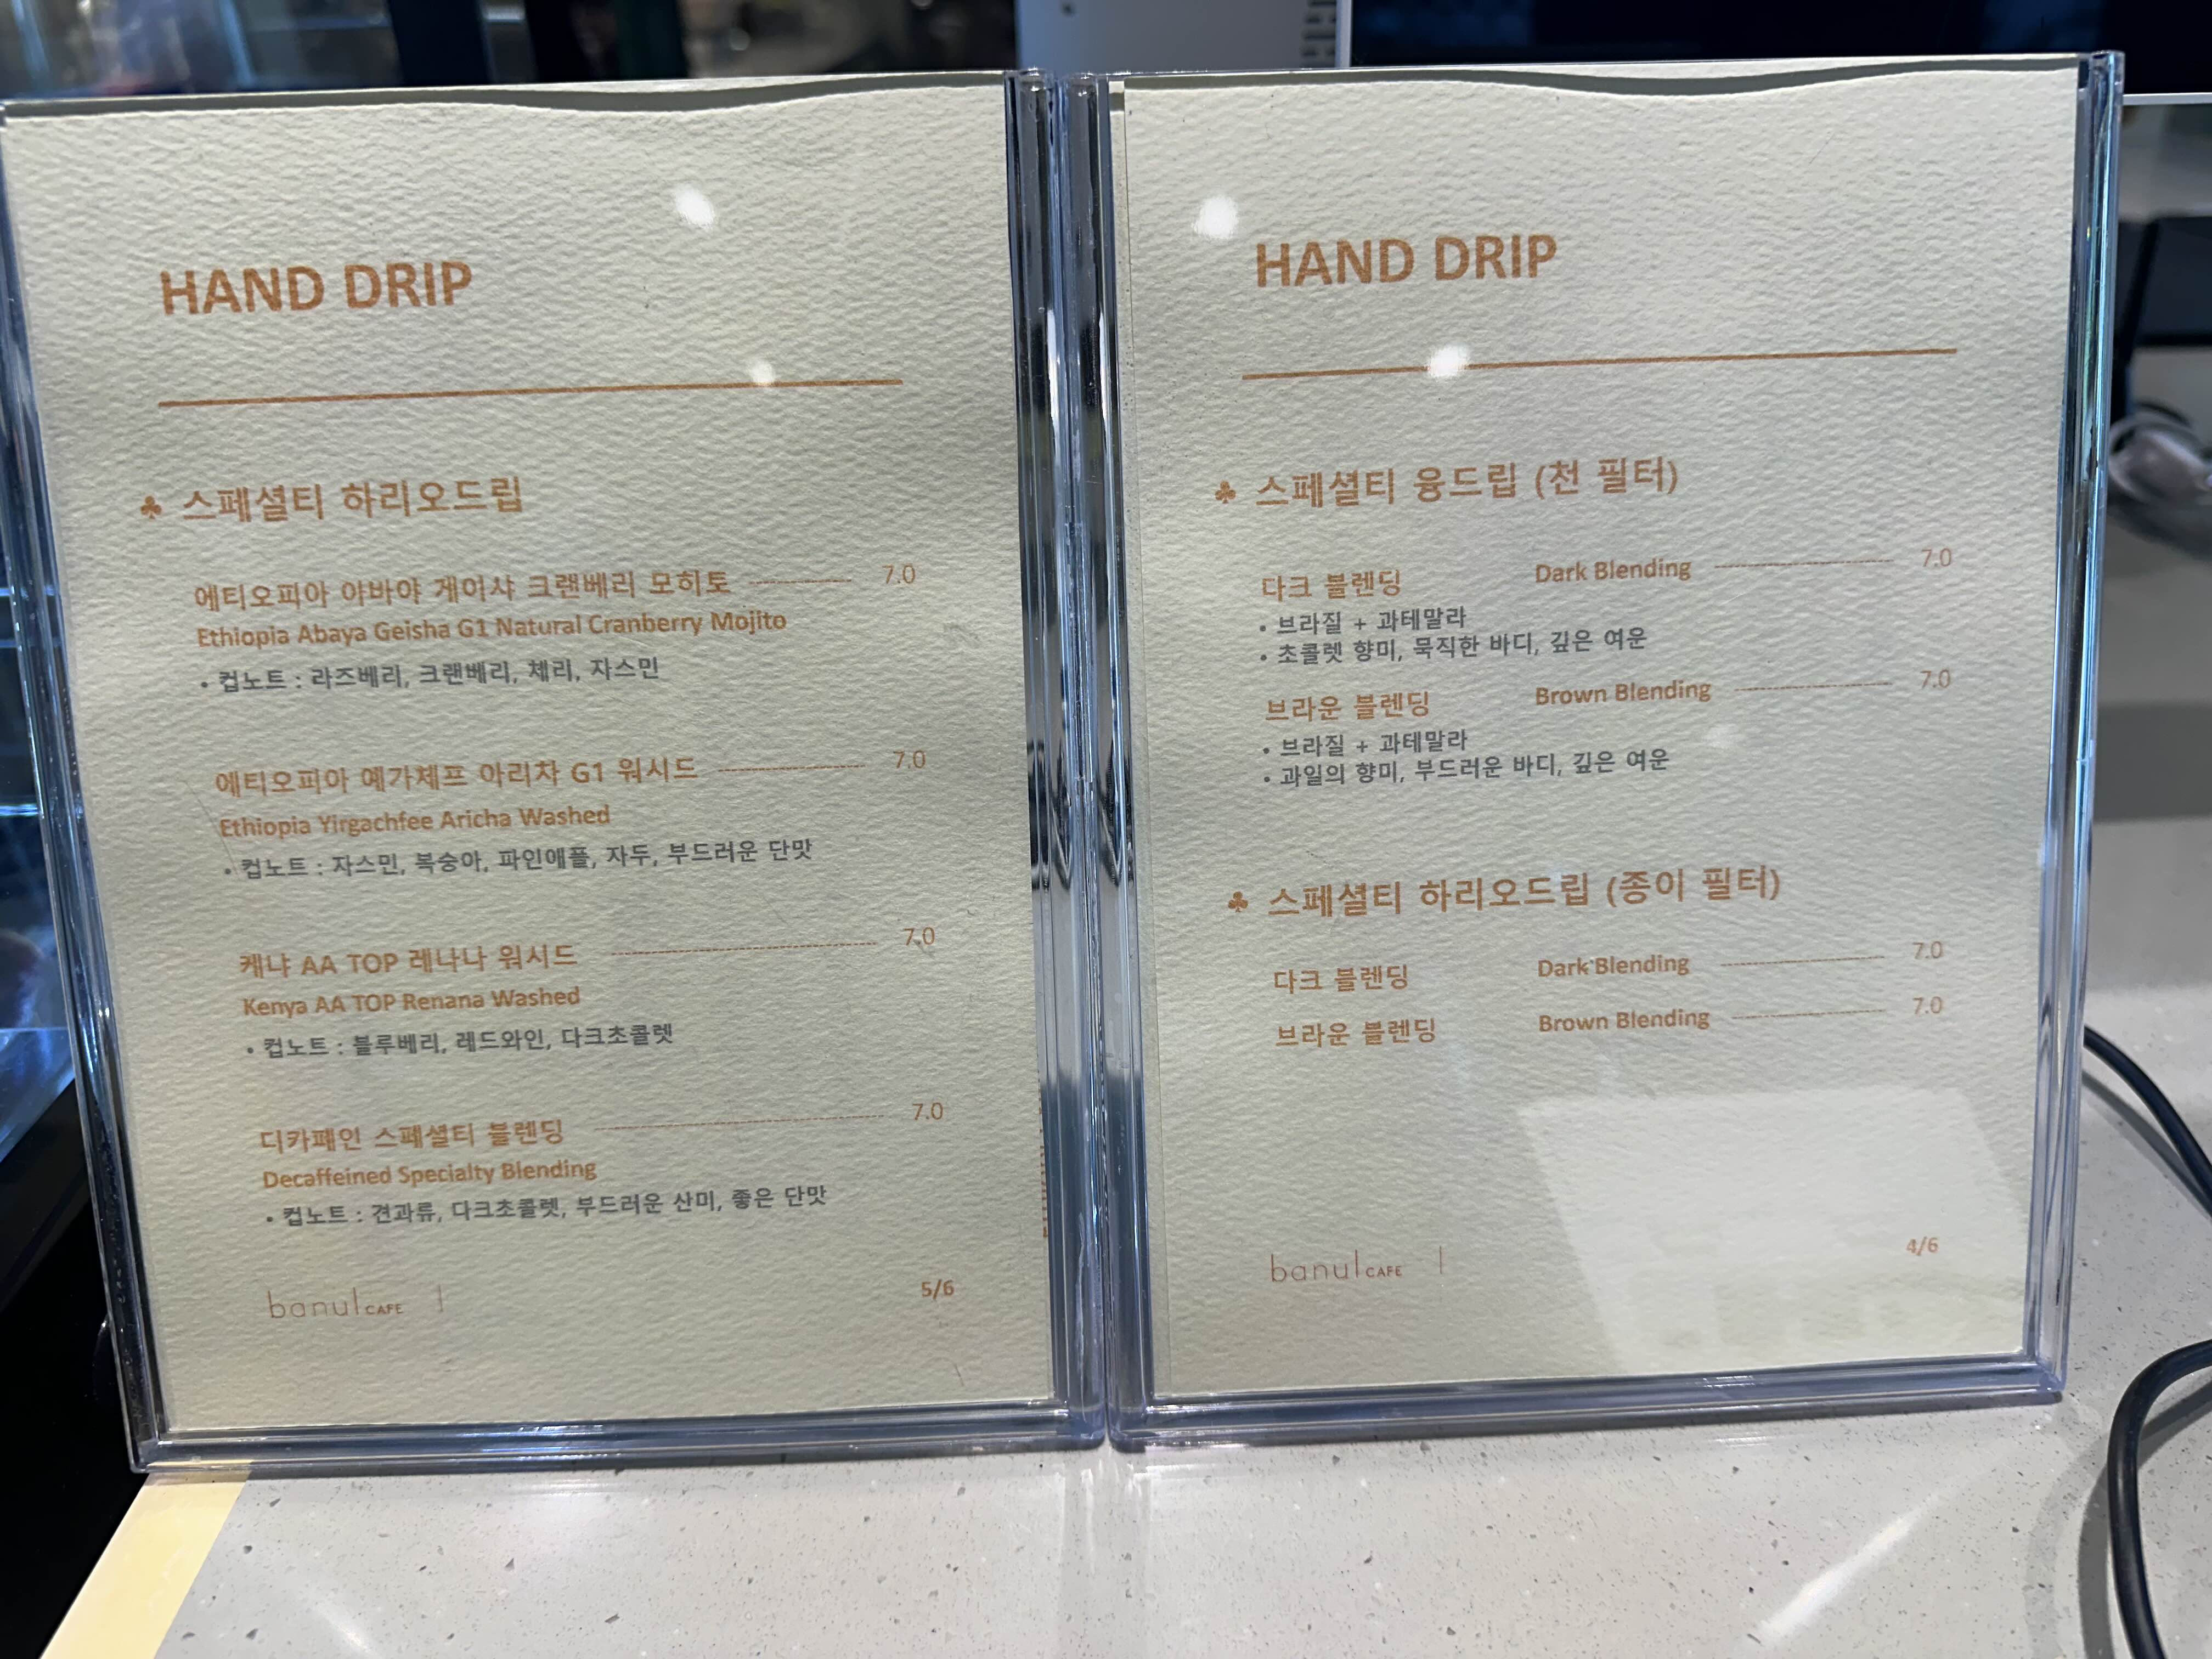 HAND DRIP
♣ 스페셜티 하리오드립
에티오피아 아바야 게이샤 크랜베리 모히토 7.0
Ethiopia Abaya Geisha G1 Natural Cranberry Mojito
• 컵노트 : 라즈베리, 크랜베리, 체리, 자스민
에티오피아 예가체프 아리차 G1 워시드 7.0
Ethiopia Yirgachfee Aricha Washed
• 컵노트 : 자스민, 복숭아, 파인애플, 자두, 부드러운 단맛
케냐 AA TOP 레나나 워시드 7.0
Kenya AA TOP Renana Washed
• 컵노트 : 블루베리, 레드와인, 다크초콜렛
디카페인 스페셜티 블렌딩 7.0
Decaffeined Specialty Blending
• 컵노트 : 견과류, 다크초콜렛, 부드러운 산미, 좋은 단맛
banul CAFE | 5/6
HAND DRIP
♣ 스페셜티 융드립 (천 필터)
다크 블렌딩 Dark Blending 7.0
• 브라질 + 과테말라
• 초콜렛 향미, 묵직한 바디, 깊은 여운
브라운 블렌딩 Brown Blending 7.0
• 브라질 + 과테말라
• 과일의 향미, 부드러운 바디, 깊은 여운
♣ 스페셜티 하리오드립 (종이 필터)
다크 블렌딩 Dark Blending 7.0
브라운 블렌딩 Brown Blending 7.0
banul CAFE | 4/6